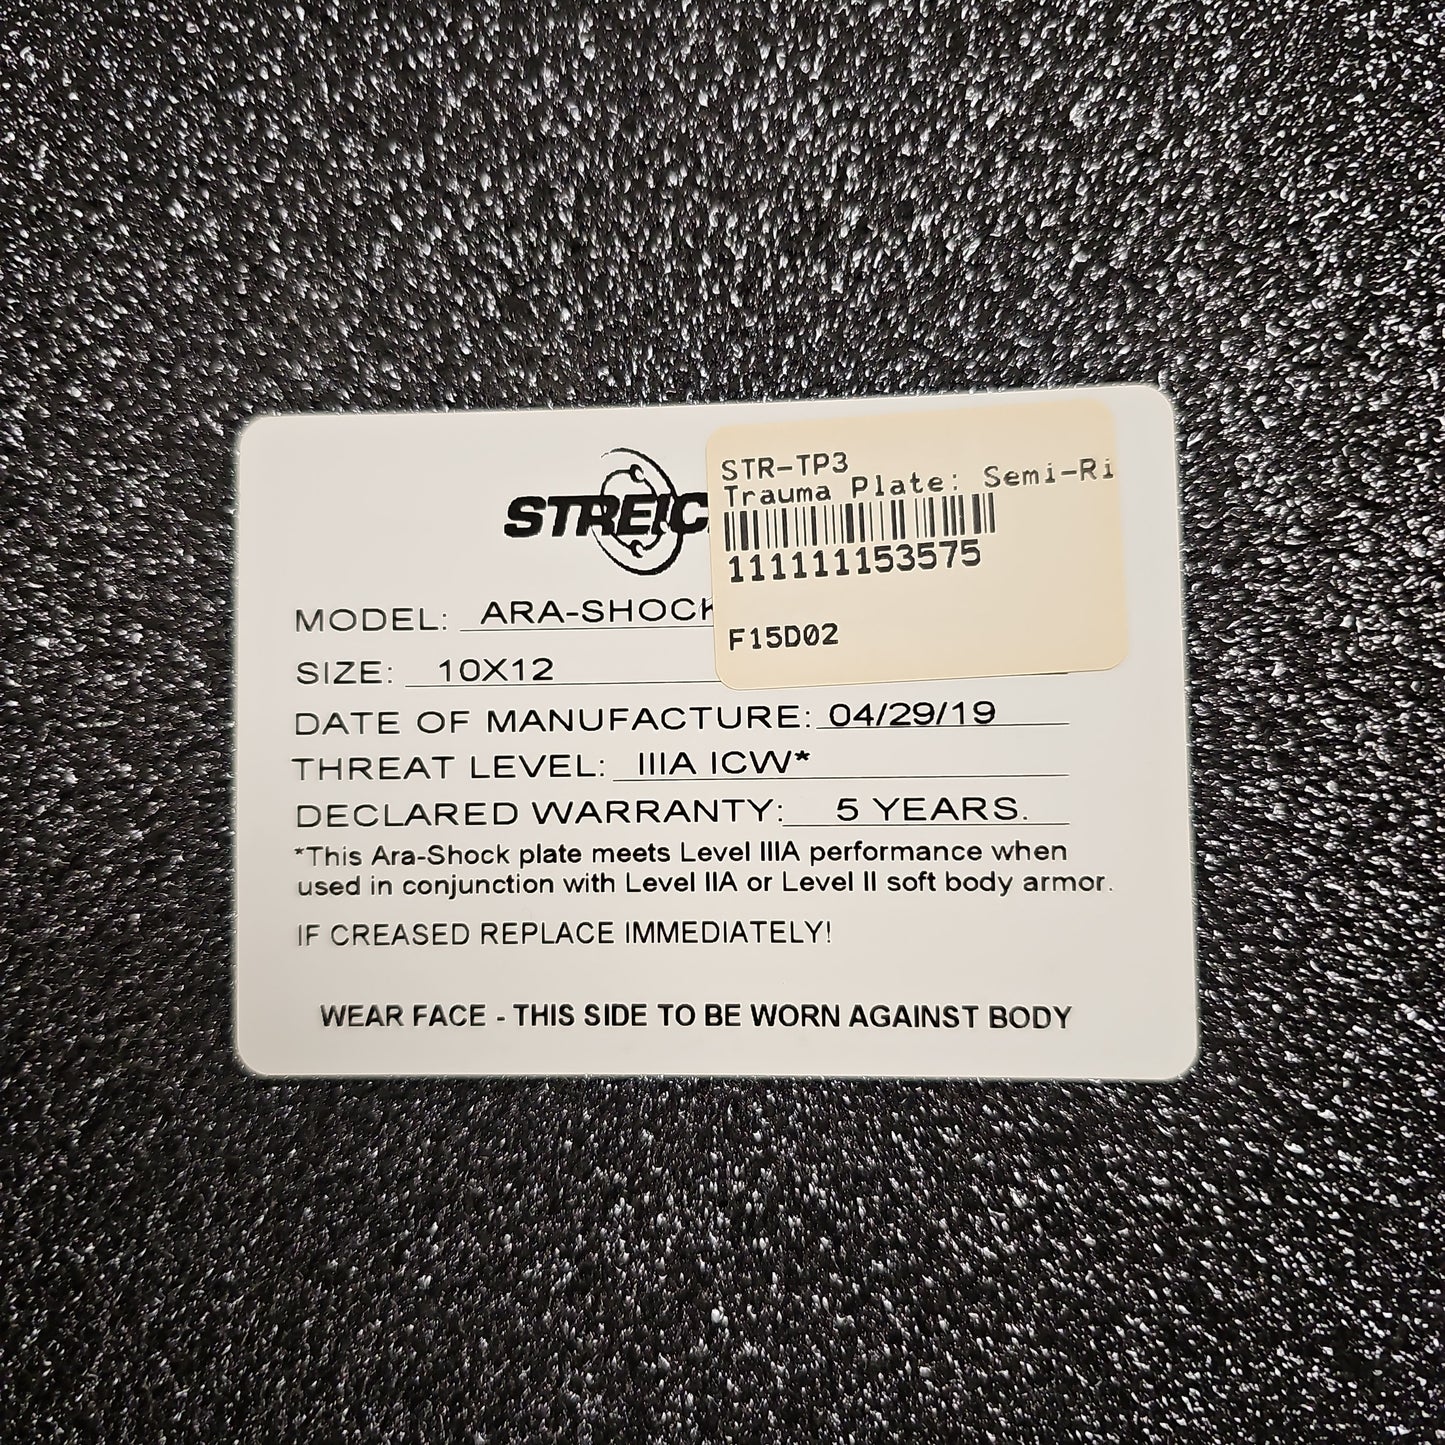 STREIC
STR-TP3
Trauma Plate: Semi-Ri
111111153575
F15D02
MODEL: ARA-SHOCK
SIZE: 10X12
DATE OF MANUFACTURE: 04/29/19
THREAT LEVEL: IIIA ICW*
DECLARED WARRANTY: 5 YEARS.
*This Ara-Shock plate meets Level IIIA performance when
used in conjunction with Level IIA or Level II soft body armor.
IF CREASED REPLACE IMMEDIATELY!
WEAR FACE - THIS SIDE TO BE WORN AGAINST BODY